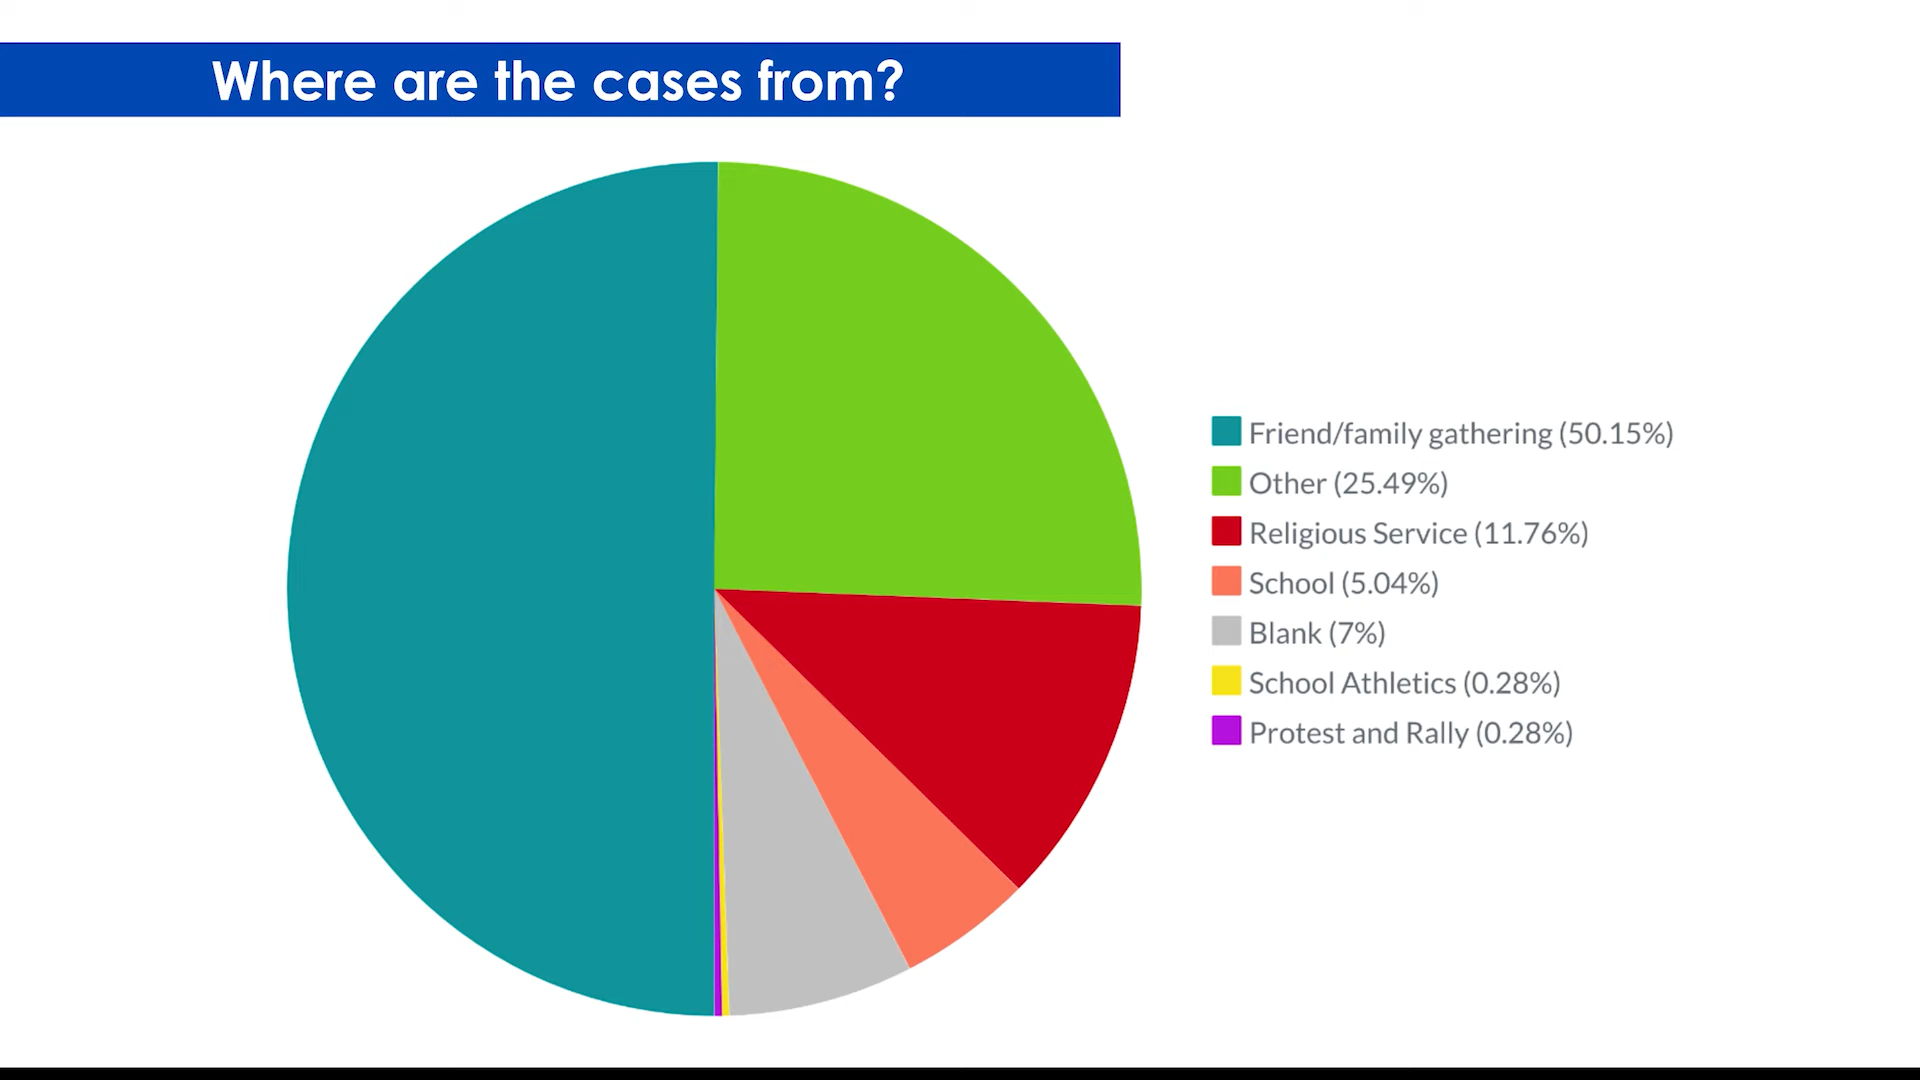 Where are the cases from?
Friend/family gathering (50.15%)
Other (25.49%)
Religious Service (11.76%)
School (5.04%)
Blank (7%)
School Athletics (0.28%)
Protest and Rally (0.28%)